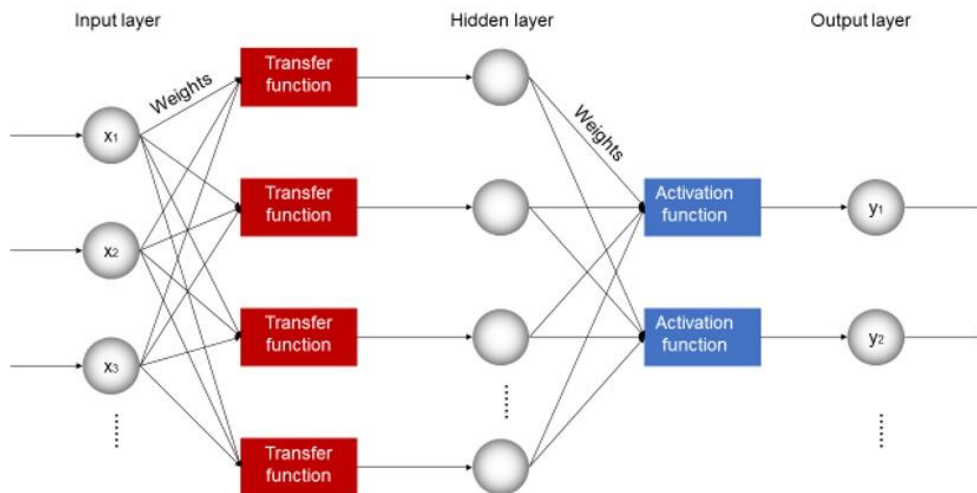 Input layer
Hidden layer
Output layer
Weights
Transfer
function
x1
Weights
Transfer
function
Activation
function
y1
x2
Transfer
function
Activation
function
y2
x3
Transfer
function